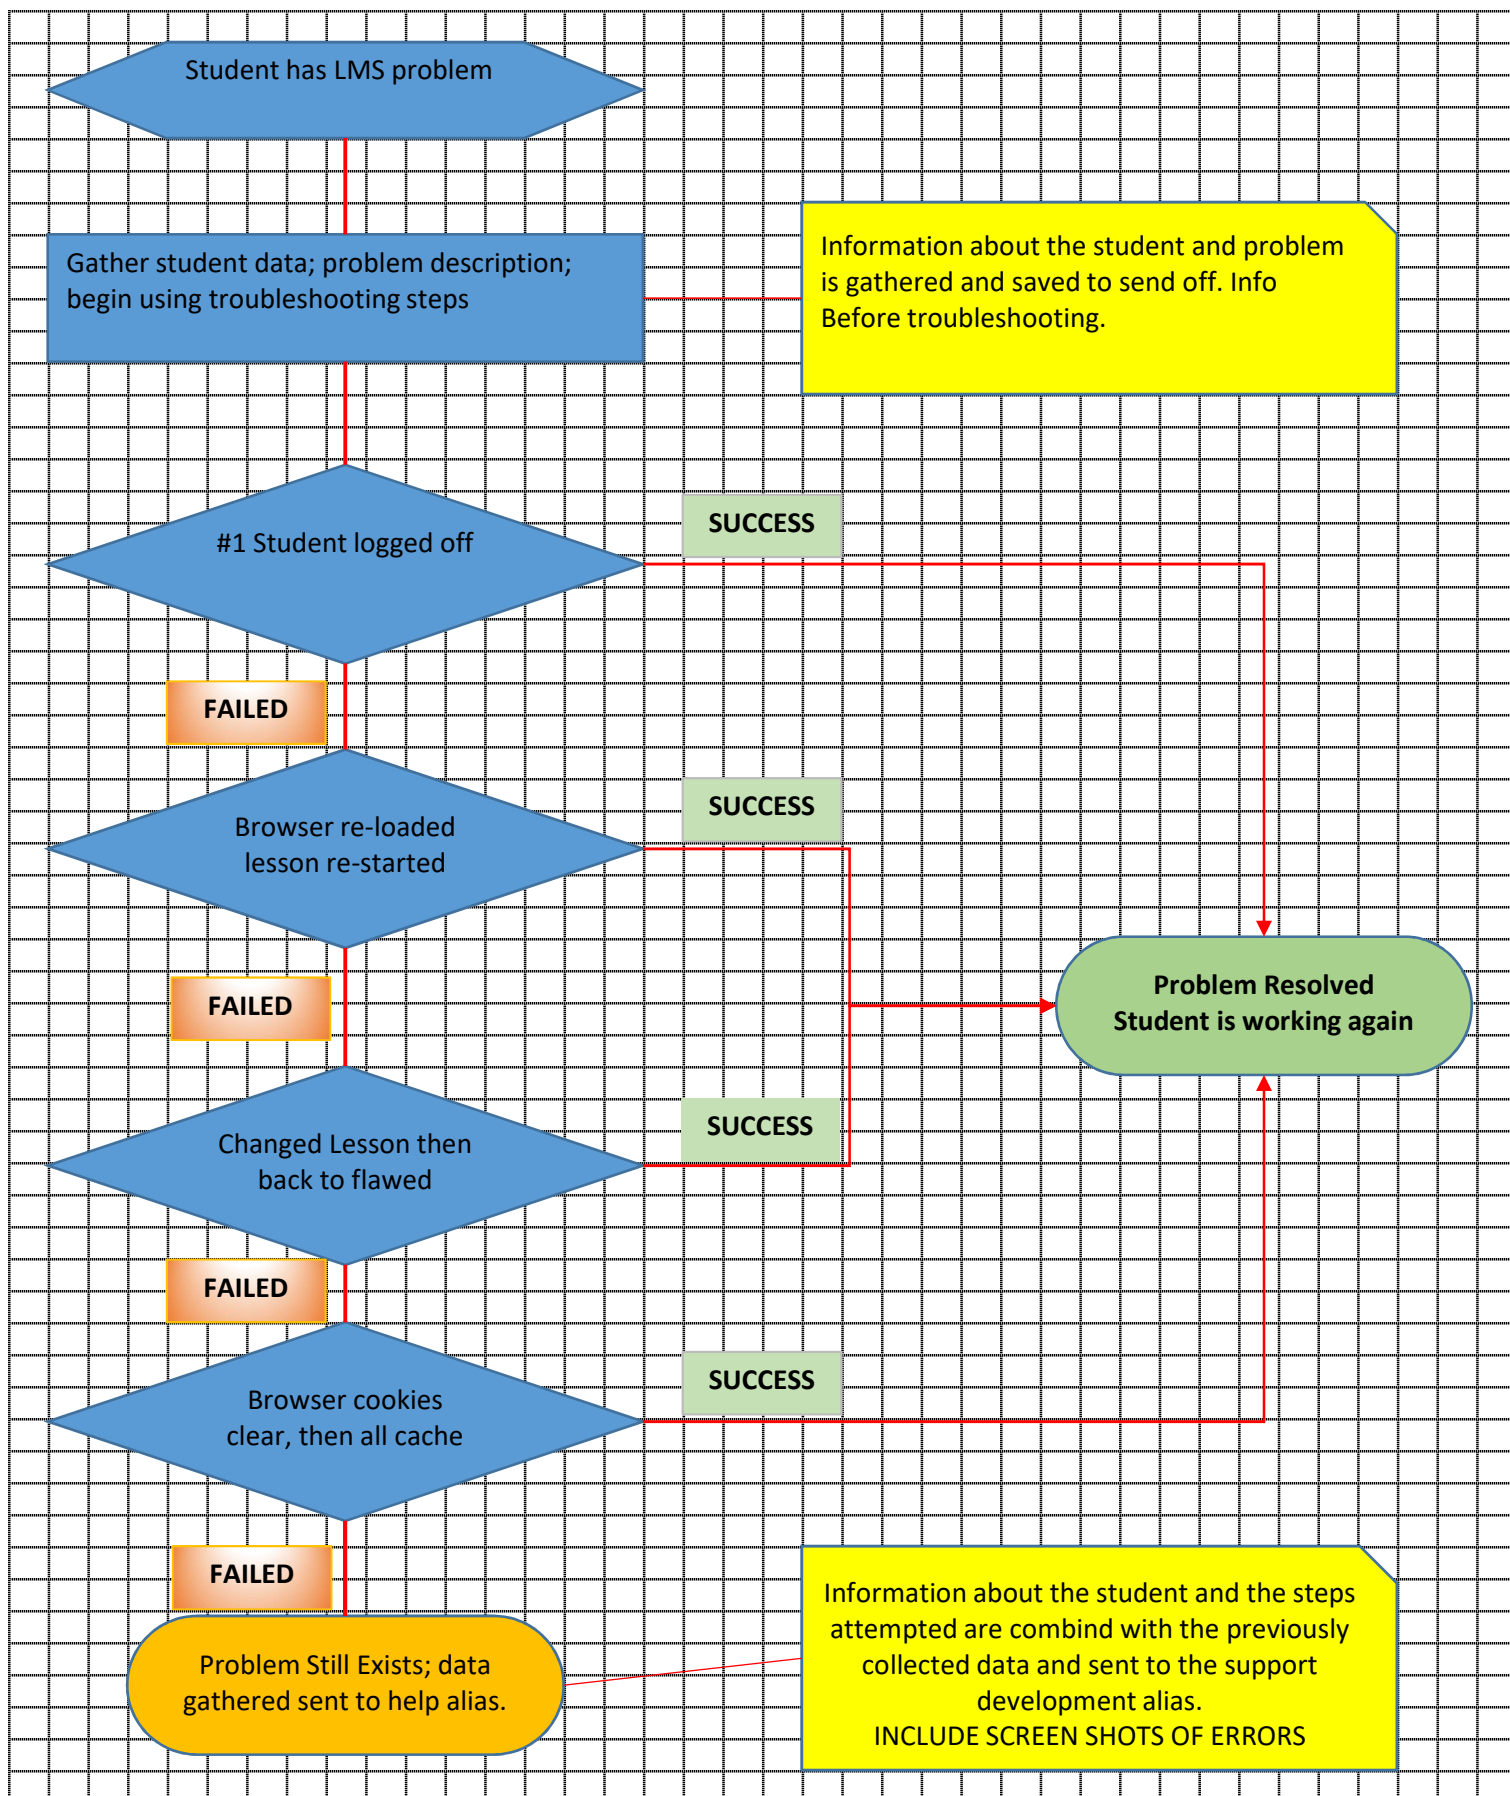 Student has LMS problem
Gather student data; problem description;
begin using troubleshooting steps
Information about the student and problem
is gathered and saved to send off. Info
Before troubleshooting.
#1 Student logged off
SUCCESS
FAILED
Browser re-loaded
lesson re-started
SUCCESS
FAILED
Problem Resolved
Student is working again
Changed Lesson then
back to flawed
SUCCESS
FAILED
Browser cookies
clear, then all cache
SUCCESS
FAILED
Problem Still Exists; data
gathered sent to help alias.
Information about the student and the steps
attempted are combind with the previously
collected data and sent to the support
development alias.
INCLUDE SCREEN SHOTS OF ERRORS